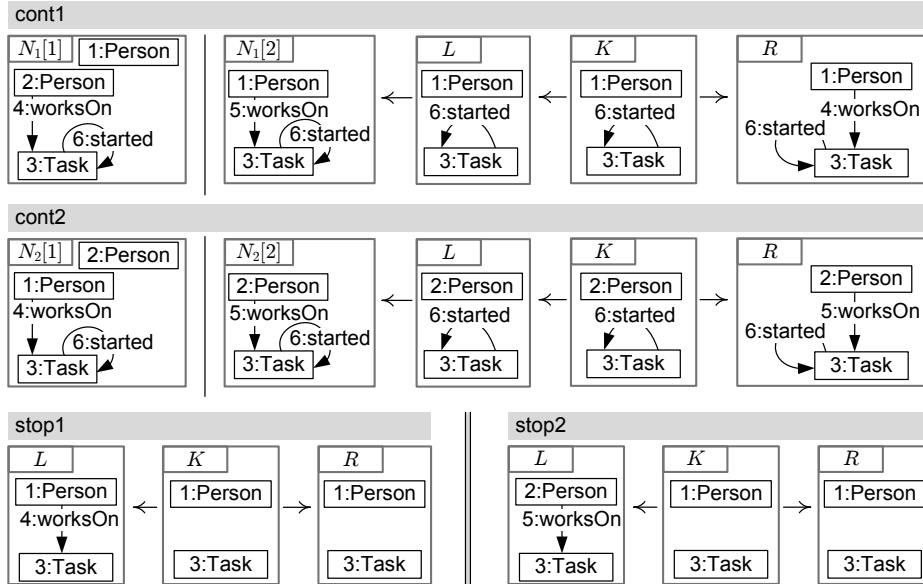 cont1
N₁[1] 1:Person
2:Person
4:worksOn
6:started
3:Task
N₁[2]
1:Person
5:worksOn
6:started
3:Task
L
1:Person
6:started
3:Task
K
1:Person
6:started
3:Task
R
1:Person
4:worksOn
6:started
3:Task
cont2
N₂[1] 2:Person
1:Person
4:worksOn
6:started
3:Task
N₂[2]
2:Person
5:worksOn
6:started
3:Task
L
2:Person
6:started
3:Task
K
2:Person
6:started
3:Task
R
2:Person
5:worksOn
6:started
3:Task
stop1
L
1:Person
4:worksOn
3:Task
K
1:Person
3:Task
R
1:Person
3:Task
stop2
L
2:Person
5:worksOn
3:Task
K
1:Person
3:Task
R
1:Person
3:Task